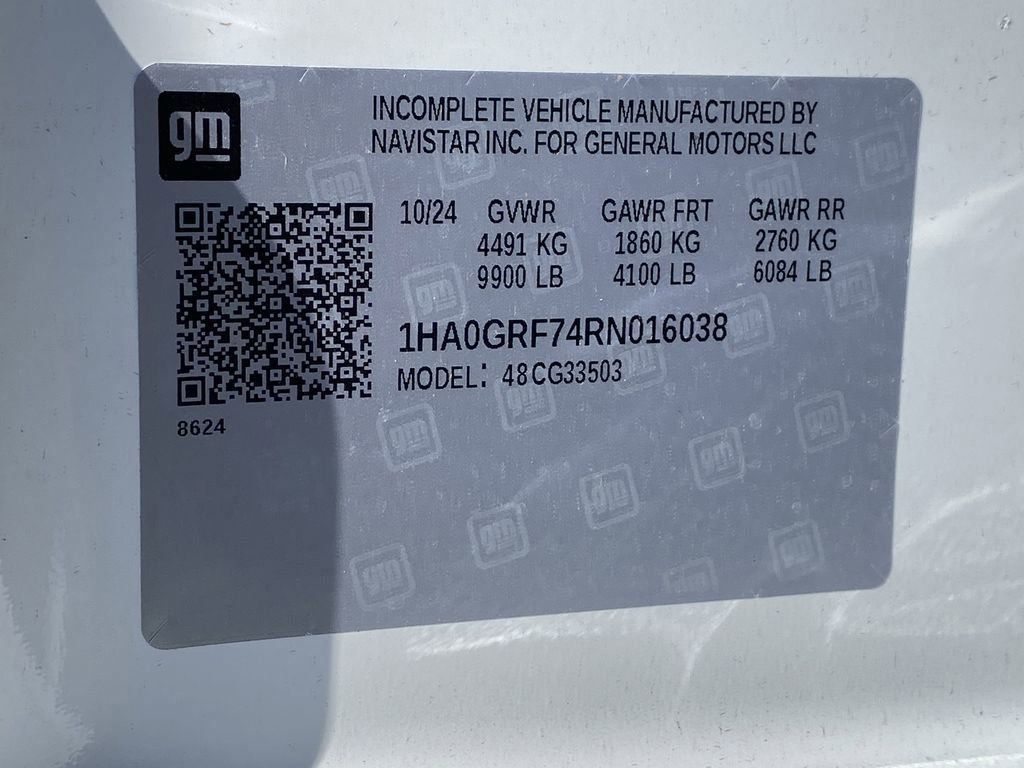 gm
INCOMPLETE VEHICLE MANUFACTURED BY
NAVISTAR INC. FOR GENERAL MOTORS LLC
10/24 GVWR GAWR FRT GAWR RR
4491 KG 1860 KG 2760 KG
9900 LB 4100 LB 6084 LB
1HA0GRF74RN016038
MODEL: 48CG33503
8624